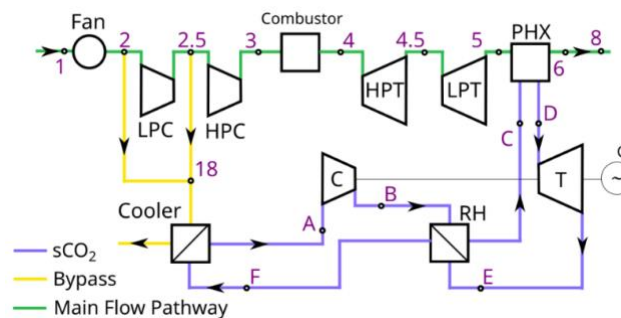 Fan
Combustor
PHX
1
2
2.5
3
4
4.5
5
6
8
LPC
HPC
HPT
LPT
C
D
18
C
T
~
B
Cooler
A
RH
sCO₂
F
E
Bypass
Main Flow Pathway